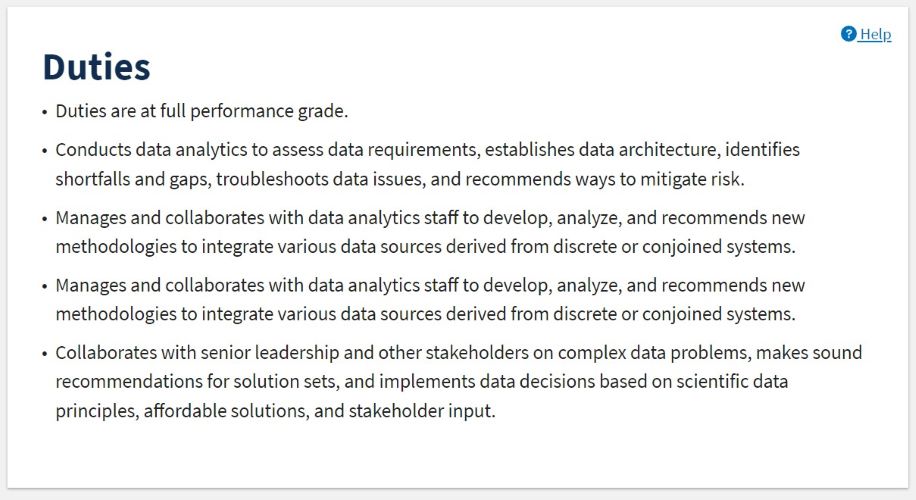 Help
Duties
• Duties are at full performance grade.
• Conducts data analytics to assess data requirements, establishes data architecture, identifies
shortfalls and gaps, troubleshoots data issues, and recommends ways to mitigate risk.
• Manages and collaborates with data analytics staff to develop, analyze, and recommends new
methodologies to integrate various data sources derived from discrete or conjoined systems.
• Manages and collaborates with data analytics staff to develop, analyze, and recommends new
methodologies to integrate various data sources derived from discrete or conjoined systems.
• Collaborates with senior leadership and other stakeholders on complex data problems, makes sound
recommendations for solution sets, and implements data decisions based on scientific data
principles, affordable solutions, and stakeholder input.